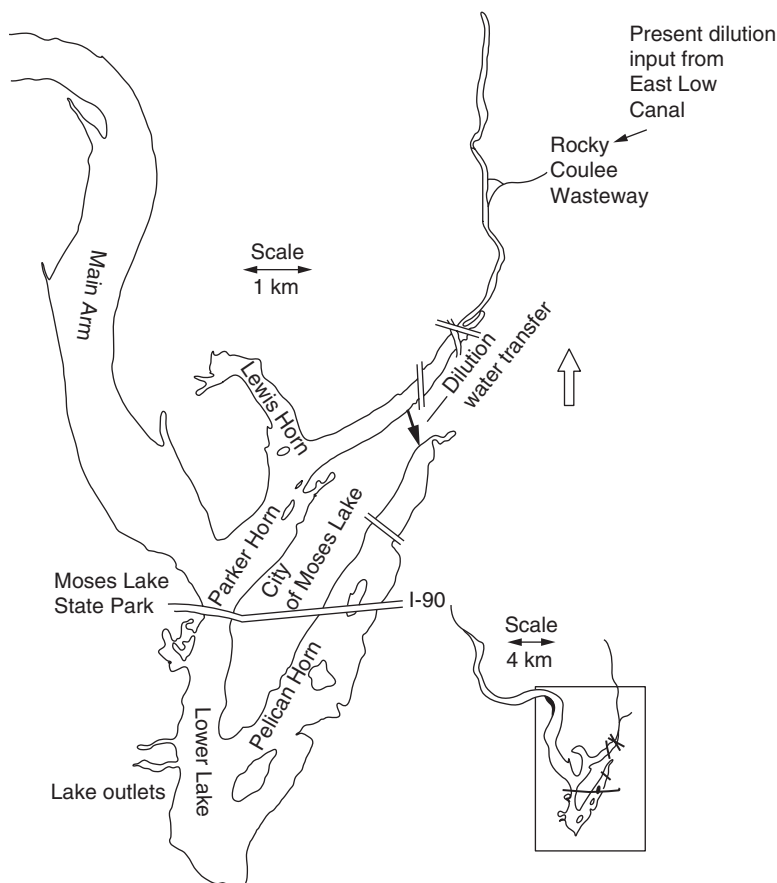 Present dilution
input from
East Low
Canal
Rocky
Coulee
Wasteway
Scale
1 km
Main Arm
Dilution
water transfer
Lewis Horn
Parker Horn
City
of Moses Lake
Moses Lake
State Park
I-90
Scale
4 km
Pelican Horn
Lower Lake
Lake outlets